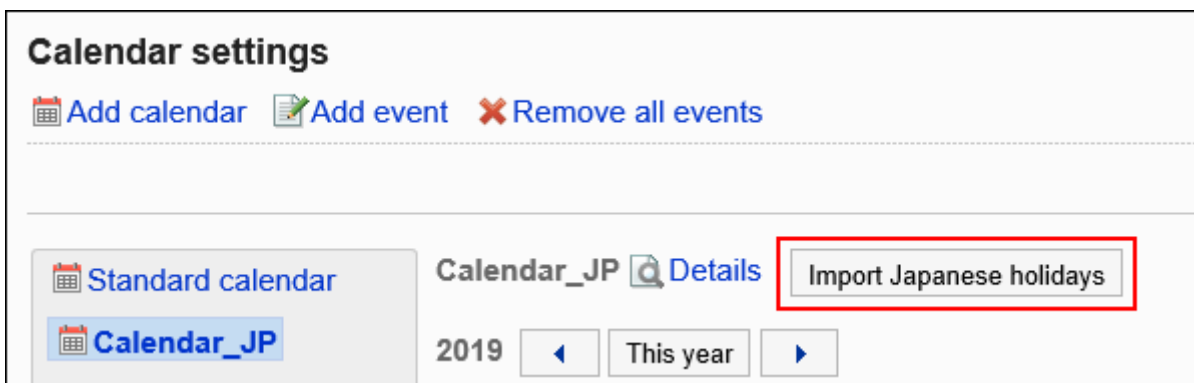 Calendar settings
Add calendar Add event Remove all events
Standard calendar
Calendar_JP
Calendar_JP Details Import Japanese holidays
2019 This year